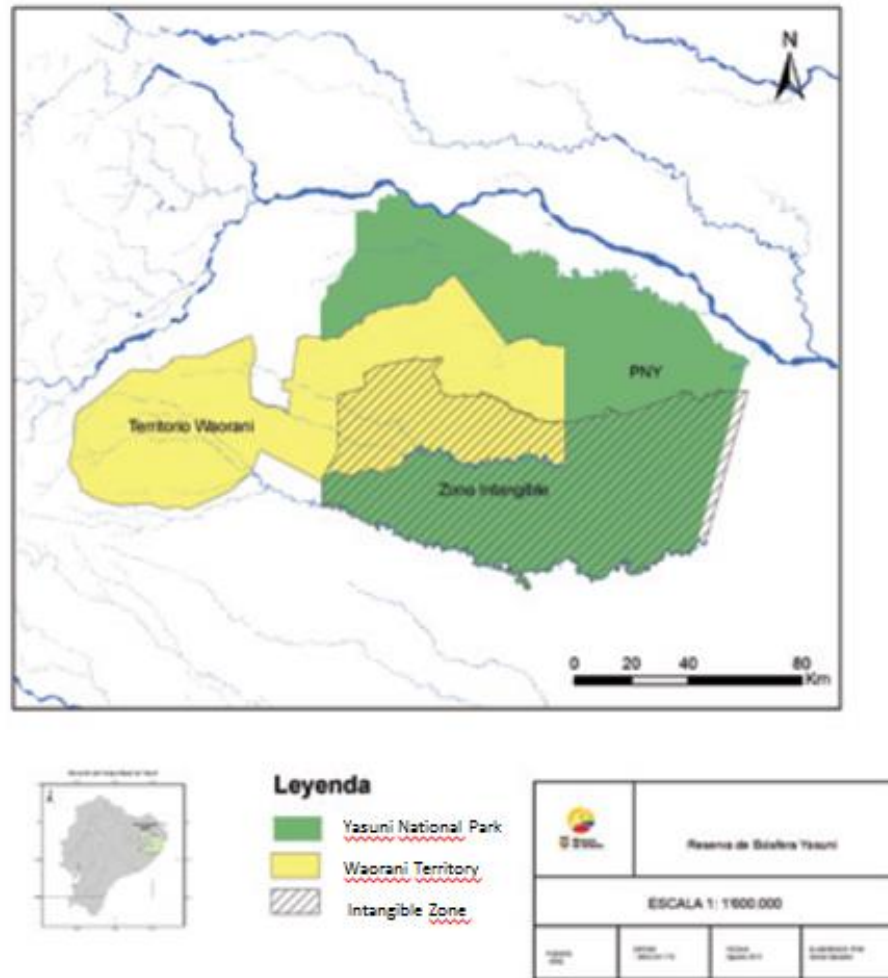 N
PNY
Territorio Waorani
Zona Intangible
0 20 40 80
Km
Leyenda
Yasuni National Park
Waorani Territory
Intangible Zone
Reserva de Biósfera Yasuní
ESCALA 1: 1'600.000